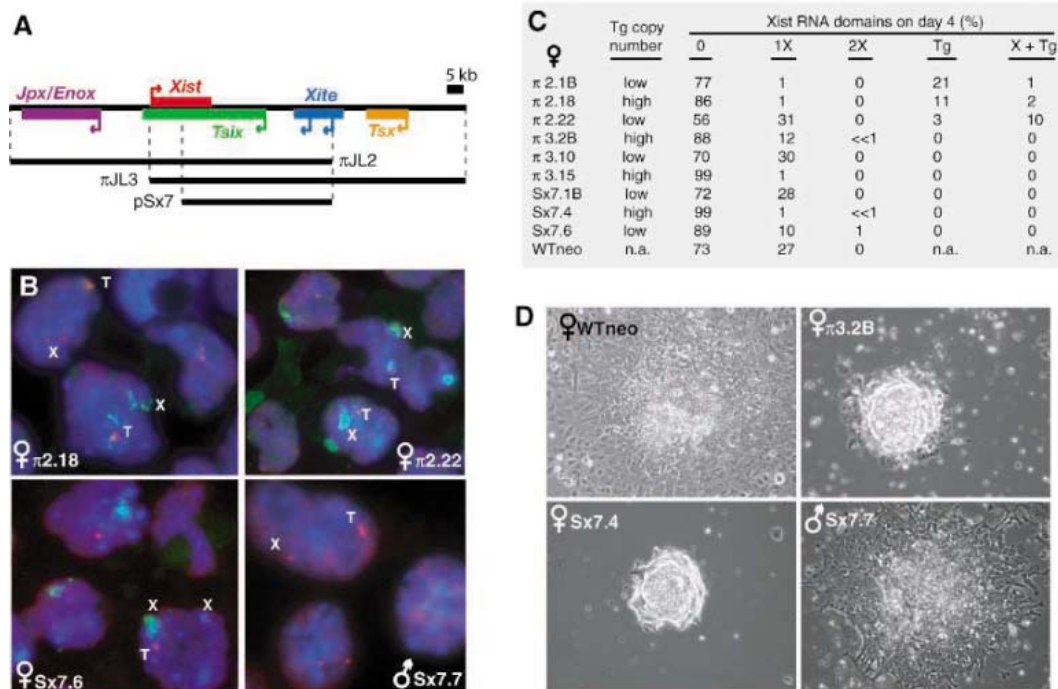 A
5 kb
Jpx/Enox
Xist
Xite
Tsix
Tsx
πJL2
πJL3
pSx7
B
T
X
X
T
♀π2.18
X
T
T
X
♀π2.22
X
X
T
♀Sx7.6
T
X
♂Sx7.7
C
♀
Tg copy number
Xist RNA domains on day 4 (%)
0 1X 2X Tg X + Tg
π 2.1B low 77 1 0 21 1
π 2.18 high 86 1 0 11 2
π 2.22 low 56 31 0 3 10
π 3.2B high 88 12 <<1 0 0
π 3.10 low 70 30 0 0 0
π 3.15 high 99 1 0 0 0
Sx7.1B low 72 28 0 0 0
Sx7.4 high 99 1 <<1 0 0
Sx7.6 low 89 10 1 0 0
WTneo n.a. 73 27 0 n.a. n.a.
D
♀WTneo
♀π3.2B
♀Sx7.4
♂Sx7.7